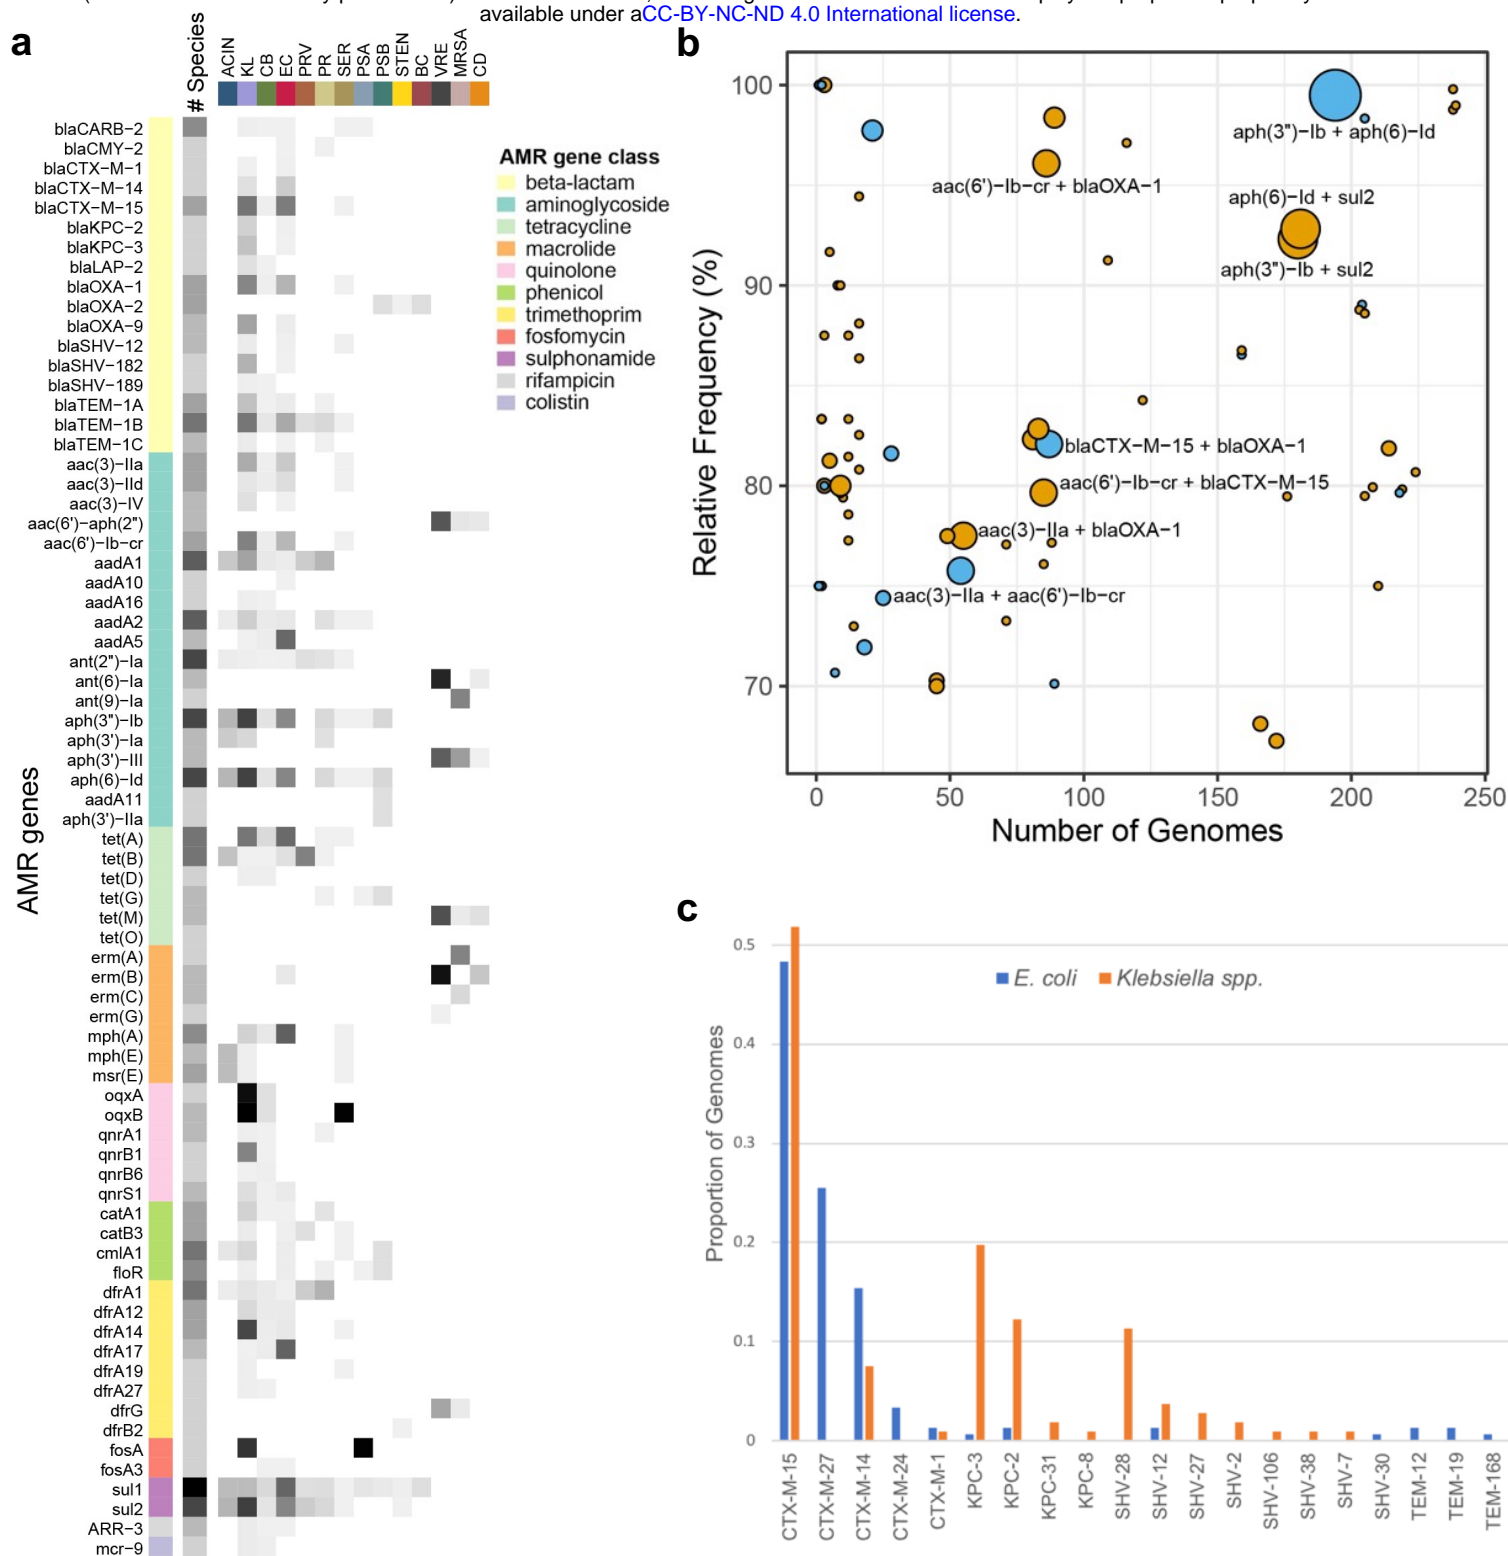 available under aCC-BY-NC-ND 4.0 International license.
a
# Species
ACIN
KL
CB
EC
PRV
PR
SER
PSA
PSB
STEN
BC
VRE
MRSA
CD
AMR genes
blaCARB−2
blaCMY−2
blaCTX−M−1
blaCTX−M−14
blaCTX−M−15
blaKPC−2
blaKPC−3
blaLAP−2
blaOXA−1
blaOXA−2
blaOXA−9
blaSHV−12
blaSHV−182
blaSHV−189
blaTEM−1A
blaTEM−1B
blaTEM−1C
aac(3)−IIa
aac(3)−IId
aac(3)−IV
aac(6')−aph(2")
aac(6')−Ib−cr
aadA1
aadA10
aadA16
aadA2
aadA5
ant(2")−Ia
ant(6)−Ia
ant(9)−Ia
aph(3")−Ib
aph(3')−Ia
aph(3')−III
aph(6)−Id
aadA11
aph(3')−IIa
tet(A)
tet(B)
tet(D)
tet(G)
tet(M)
tet(O)
erm(A)
erm(B)
erm(C)
erm(G)
mph(A)
mph(E)
msr(E)
oqxA
oqxB
qnrA1
qnrB1
qnrB6
qnrS1
catA1
catB3
cmlA1
floR
dfrA1
dfrA12
dfrA14
dfrA17
dfrA19
dfrA27
dfrG
dfrB2
fosA
fosA3
sul1
sul2
ARR−3
mcr−9
AMR gene class
beta−lactam
aminoglycoside
tetracycline
macrolide
quinolone
phenicol
trimethoprim
fosfomycin
sulphonamide
rifampicin
colistin
b
Relative Frequency (%)
100
90
80
70
aph(3")−Ib + aph(6)−Id
aac(6')−Ib−cr + blaOXA−1
aph(6)−Id + sul2
aph(3")−Ib + sul2
blaCTX−M−15 + blaOXA−1
aac(6')−Ib−cr + blaCTX−M−15
aac(3)−IIa + blaOXA−1
aac(3)−IIa + aac(6')−Ib−cr
0
50
100
150
200
250
Number of Genomes
c
Proportion of Genomes
0.5
0.4
0.3
0.2
0.1
0
E. coli
Klebsiella spp.
CTX-M-15
CTX-M-27
CTX-M-14
CTX-M-24
CTX-M-1
KPC-3
KPC-2
KPC-31
KPC-8
SHV-28
SHV-12
SHV-27
SHV-2
SHV-106
SHV-38
SHV-7
SHV-30
TEM-12
TEM-19
TEM-168